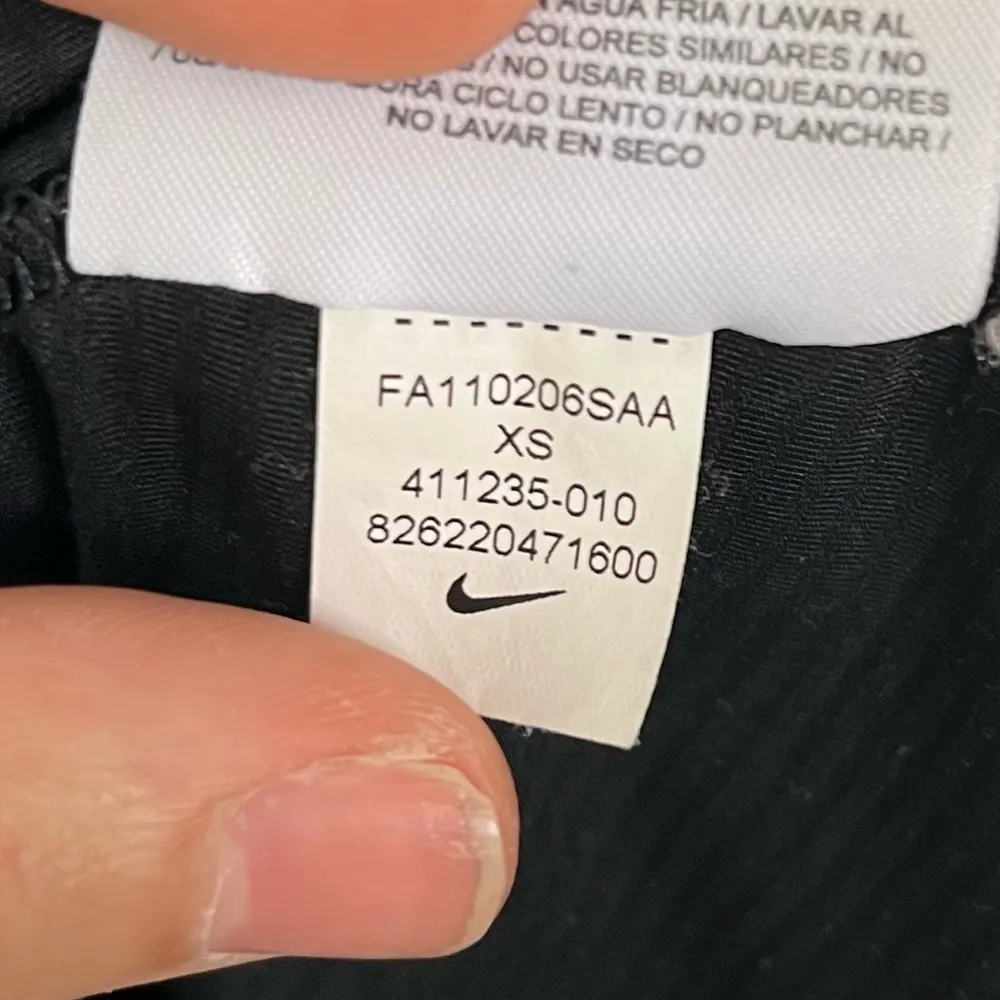 AGUA FRIA / LAVAR AL
COLORES SIMILARES / NO
/ NO USAR BLANQUEADORES
CICLO LENTO / NO PLANCHAR /
NO LAVAR EN SECO
FA110206SAA
XS
411235-010
826220471600